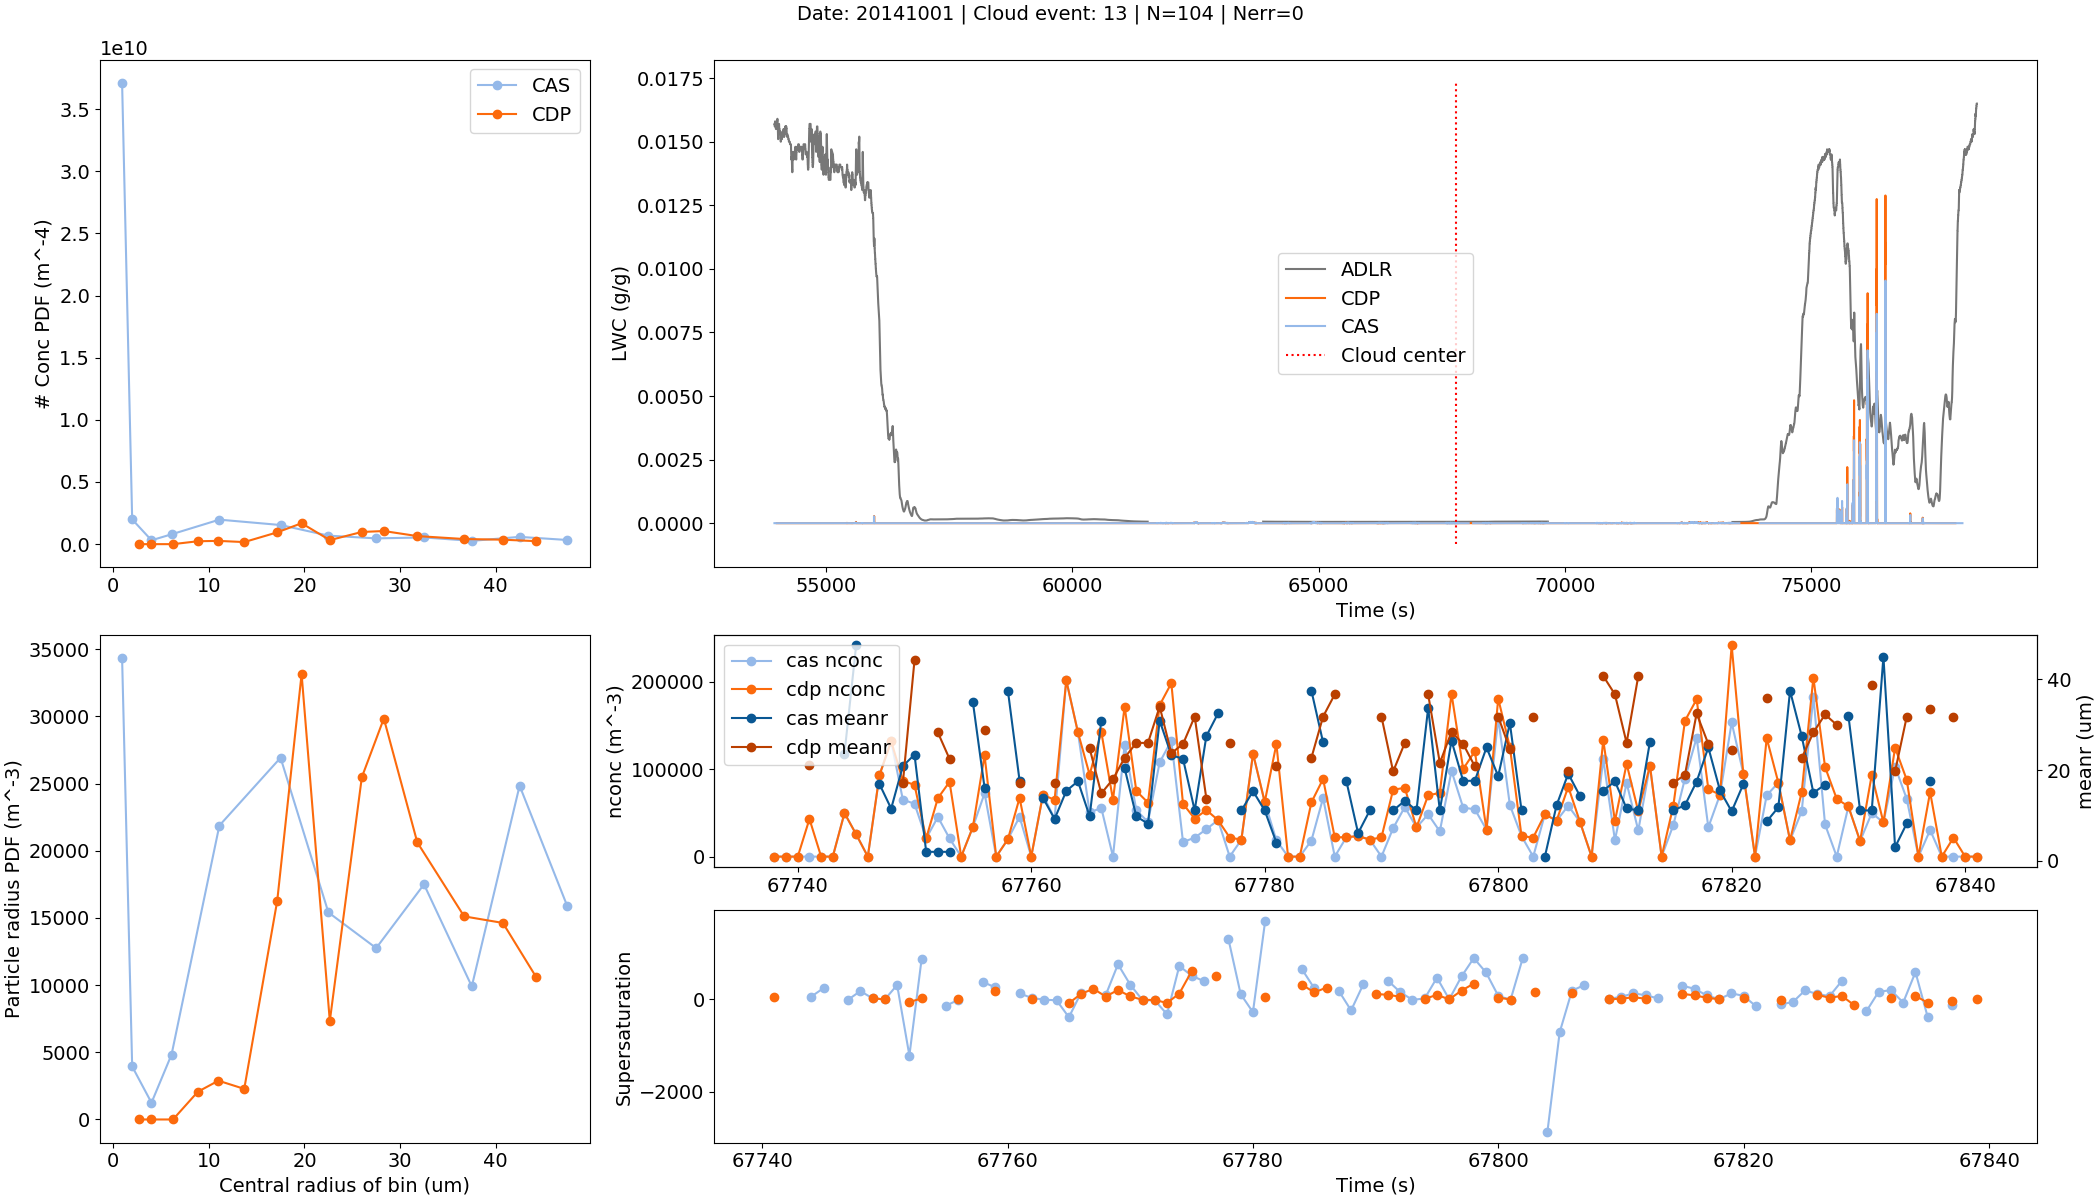 Date: 20141001 | Cloud event: 13 | N=104 | Nerr=0
1e10
# Conc PDF (m^-4)
3.5
3.0
2.5
2.0
1.5
1.0
0.5
0.0
0 10 20 30 40
CAS
CDP
LWC (g/g)
0.0175
0.0150
0.0125
0.0100
0.0075
0.0050
0.0025
0.0000
ADLR
CDP
CAS
Cloud center
55000 60000 65000 70000 75000
Time (s)
Particle radius PDF (m^-3)
35000
30000
25000
20000
15000
10000
5000
0
0 10 20 30 40
Central radius of bin (um)
nconc (m^-3)
200000
100000
0
cas nconc
cdp nconc
cas meanr
cdp meanr
40
20
0
meanr (um)
67740 67760 67780 67800 67820 67840
Supersaturation
0
−2000
67740 67760 67780 67800 67820 67840
Time (s)